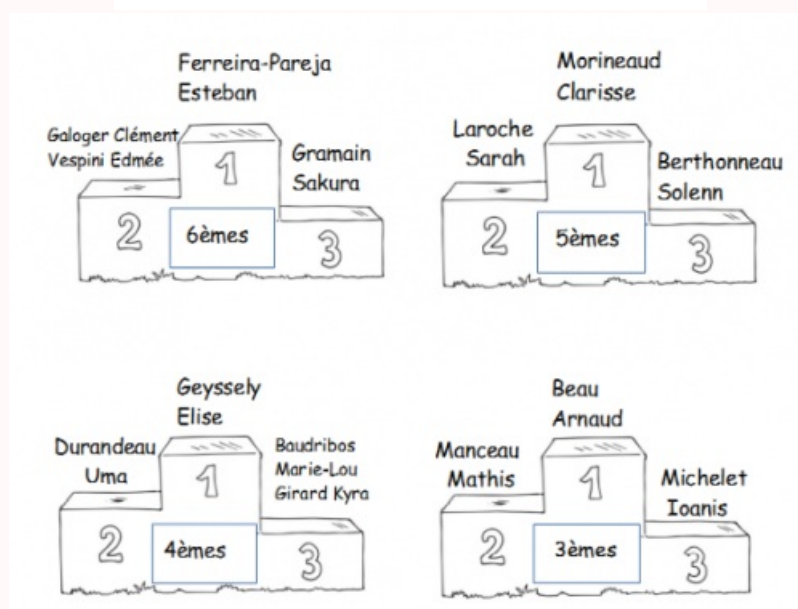 Ferreira-Pareja
Esteban
Galoger Clément
Vespini Edmée
Gramain
Sakura
1
2
3
6èmes
Morineaud
Clarisse
Laroche
Sarah
Berthonneau
Solenn
1
2
3
5èmes
Geyssely
Elise
Durandeau
Uma
Baudribos
Marie-Lou
Girard Kyra
1
2
3
4èmes
Beau
Arnaud
Manceau
Mathis
Michelet
Ioanis
1
2
3
3èmes